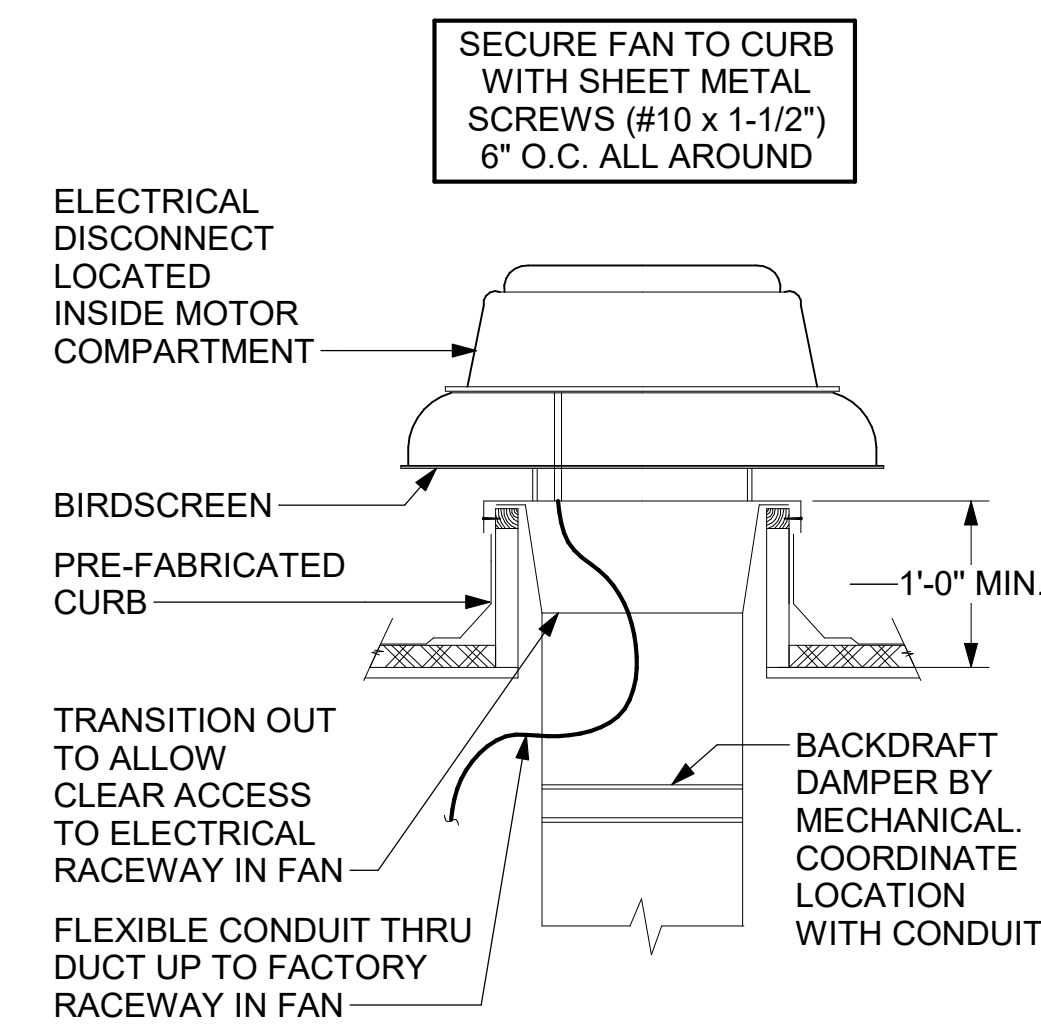 SECURE FAN TO CURB
WITH SHEET METAL
SCREWS (#10 x 1-1/2")
6" O.C. ALL AROUND
ELECTRICAL
DISCONNECT
LOCATED
INSIDE MOTOR
COMPARTMENT
BIRDSCREEN
PRE-FABRICATED
CURB
1'-0" MIN.
TRANSITION OUT
TO ALLOW
CLEAR ACCESS
TO ELECTRICAL
RACEWAY IN FAN
BACKDRAFT
DAMPER BY
MECHANICAL.
COORDINATE
LOCATION
WITH CONDUIT
FLEXIBLE CONDUIT THRU
DUCT UP TO FACTORY
RACEWAY IN FAN